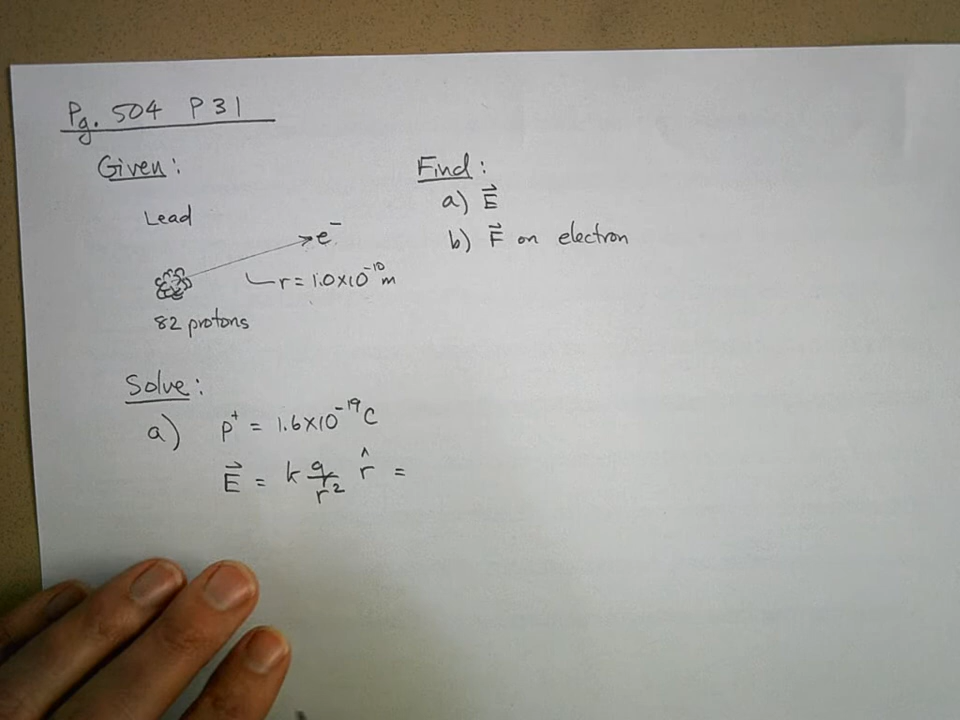 Pg. 504 P 31
Given:
Find:
a) E⃗
b) F⃗ on electron
Lead
e⁻
r = 1.0×10⁻¹⁰ m
82 protons
Solve:
a) p⁺ = 1.6×10⁻¹⁹ C
E⃗ = k q/r² r̂ =